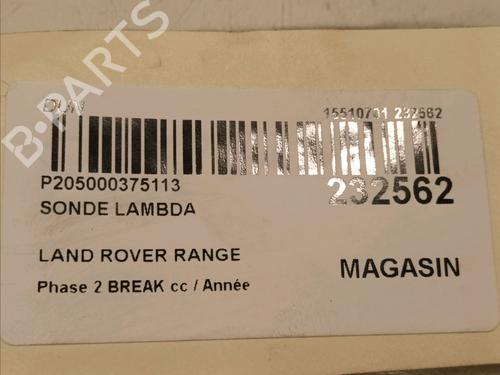 B-PARTS
15510701 232562
P205000375113
232562
SONDE LAMBDA
LAND ROVER RANGE
MAGASIN
Phase 2 BREAK cc / Année